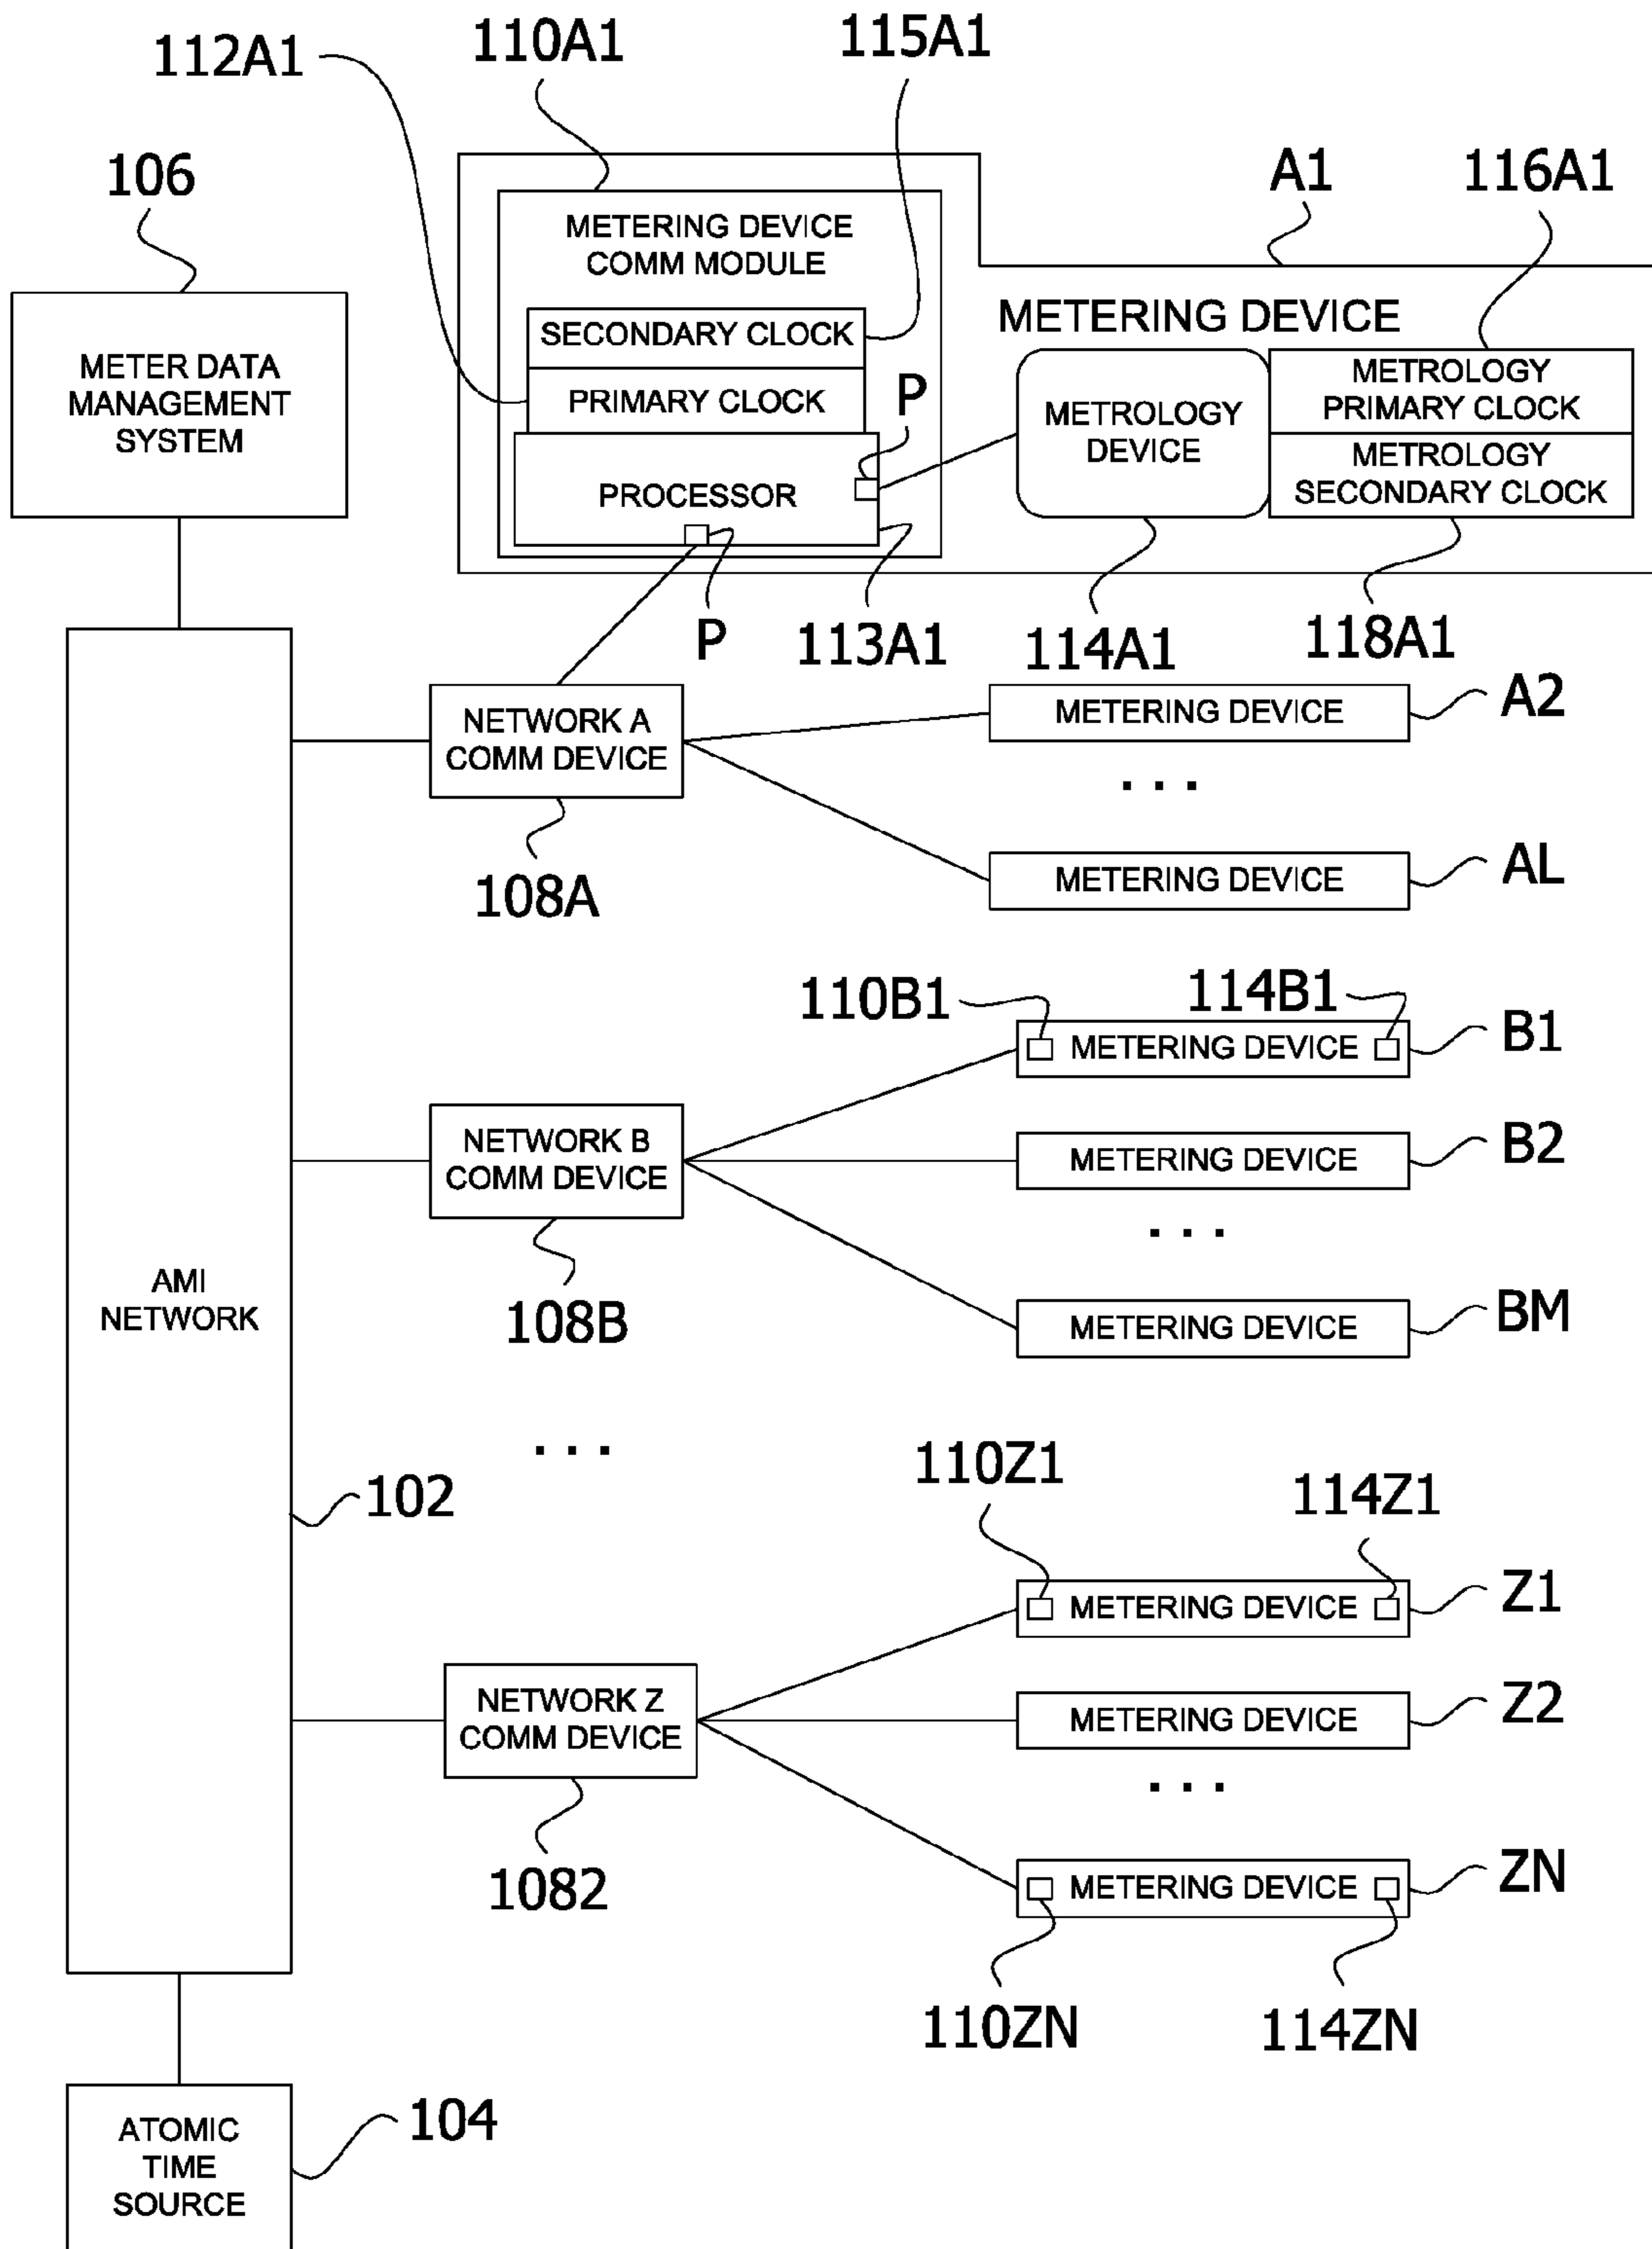 112A1
110A1
115A1
106
A1
116A1
METERING DEVICE
COMM MODULE
SECONDARY CLOCK
PRIMARY CLOCK
P
PROCESSOR
METERING DEVICE
METROLOGY
DEVICE
METROLOGY
PRIMARY CLOCK
METROLOGY
SECONDARY CLOCK
METER DATA
MANAGEMENT
SYSTEM
P
113A1
114A1
118A1
NETWORK A
COMM DEVICE
108A
METERING DEVICE
A2
. . .
METERING DEVICE
AL
110B1
114B1
METERING DEVICE
B1
NETWORK B
COMM DEVICE
108B
METERING DEVICE
B2
. . .
METERING DEVICE
BM
AMI
NETWORK
. . .
102
110Z1
114Z1
METERING DEVICE
Z1
NETWORK Z
COMM DEVICE
1082
METERING DEVICE
Z2
. . .
METERING DEVICE
ZN
110ZN
114ZN
ATOMIC
TIME
SOURCE
104